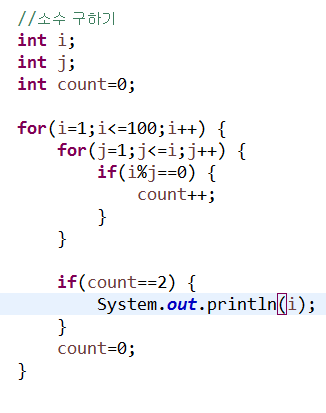 //소수 구하기
int i;
int j;
int count=0;

for(i=1;i<=100;i++) {
    for(j=1;j<=i;j++) {
        if(i%j==0) {
            count++;
        }
    }

    if(count==2) {
        System.out.println(i);
    }
    count=0;
}